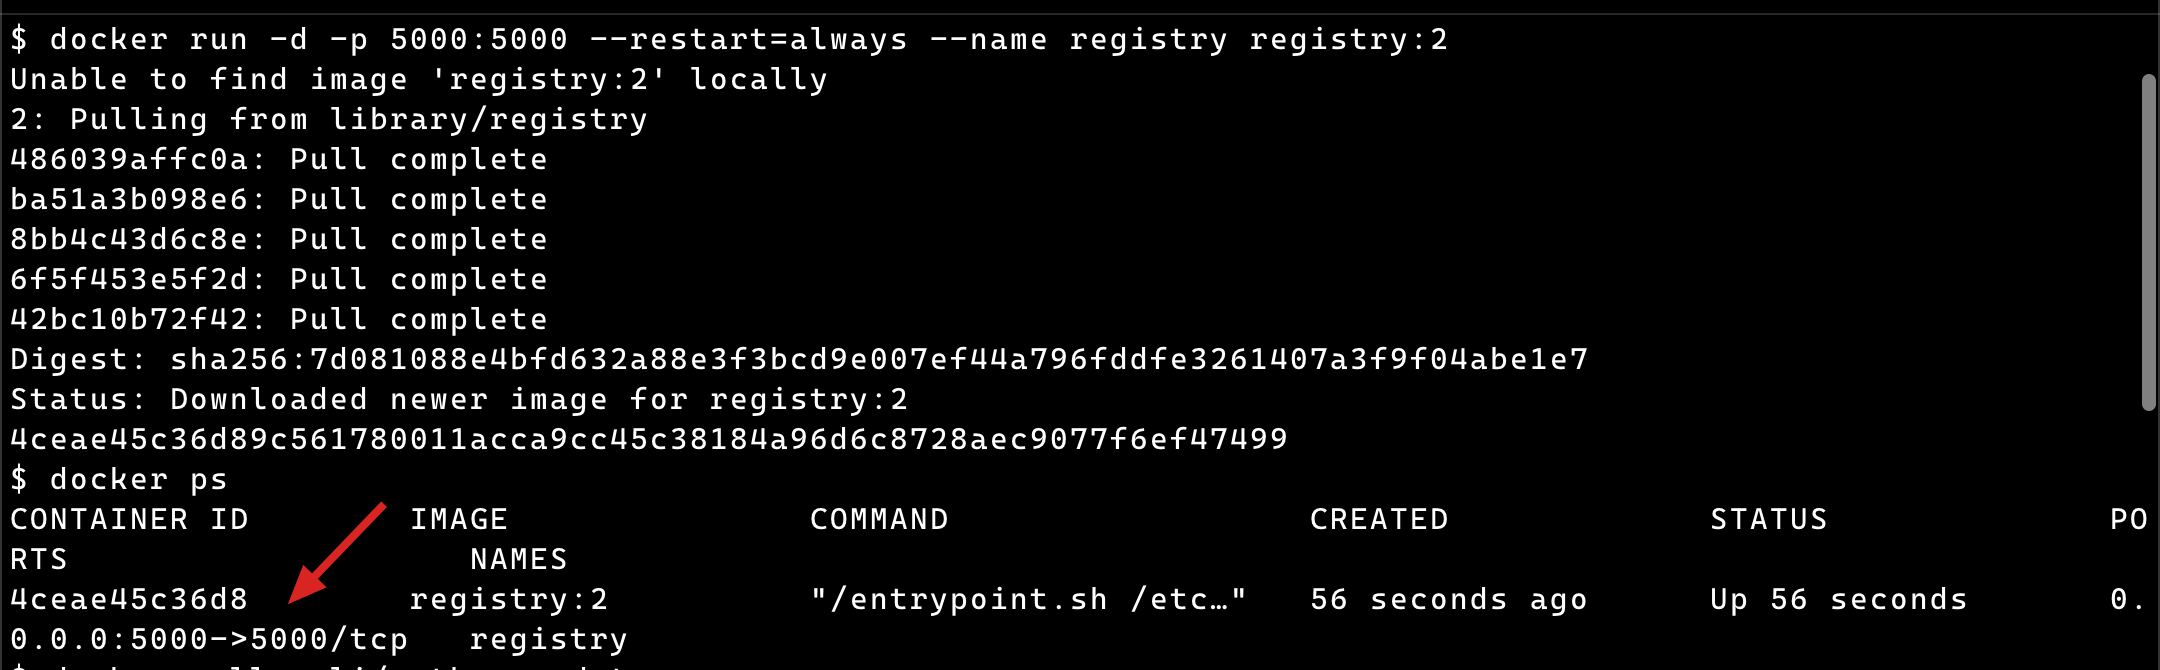 $ docker run -d -p 5000:5000 --restart=always --name registry registry:2
Unable to find image 'registry:2' locally
2: Pulling from library/registry
486039affc0a: Pull complete
ba51a3b098e6: Pull complete
8bb4c43d6c8e: Pull complete
6f5f453e5f2d: Pull complete
42bc10b72f42: Pull complete
Digest: sha256:7d081088e4bfd632a88e3f3bcd9e007ef44a796fddfe3261407a3f9f04abe1e7
Status: Downloaded newer image for registry:2
4ceae45c36d89c561780011acca9cc45c38184a96d6c8728aec9077f6ef47499
$ docker ps
CONTAINER ID        IMAGE               COMMAND                  CREATED             STATUS              PO
RTS                    NAMES
4ceae45c36d8        registry:2          "/entrypoint.sh /etc…"   56 seconds ago      Up 56 seconds       0.
0.0.0:5000->5000/tcp   registry